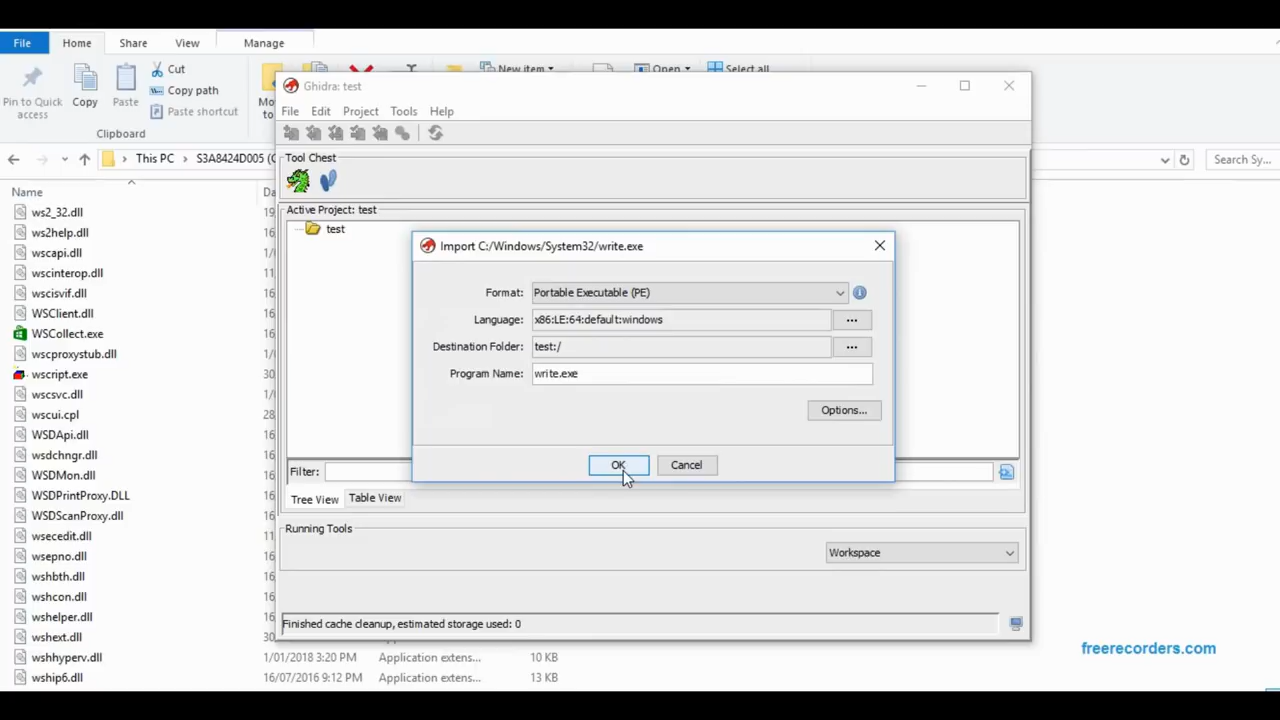 File Home Share View Manage
Pin to Quick access
Copy
Paste
Cut
Copy path
Paste shortcut
Clipboard
New item
Open
Select all
This PC
S3A8424D005
Search Sy...
Name
ws2_32.dll
ws2help.dll
wscapi.dll
wscinterop.dll
wscisvif.dll
WSClient.dll
WSCollect.exe
wscproxystub.dll
wscript.exe
wscsvc.dll
wscui.cpl
WSDApi.dll
wsdchngr.dll
WSDMon.dll
WSDPrintProxy.DLL
WSDScanProxy.dll
wsecedit.dll
wsepno.dll
wshbth.dll
wshcon.dll
wshelper.dll
wshext.dll
wshhyperv.dll 1/01/2018 3:20 PM Application extens... 10 KB
wship6.dll 16/07/2016 9:12 PM Application extens... 13 KB
Ghidra: test
File Edit Project Tools Help
Tool Chest
Active Project: test
test
Import C:/Windows/System32/write.exe
Format: Portable Executable (PE)
Language: x86:LE:64:default:windows ...
Destination Folder: test:/ ...
Program Name: write.exe
Options...
OK Cancel
Filter:
Tree View Table View
Running Tools
Workspace
Finished cache cleanup, estimated storage used: 0
freerecorders.com